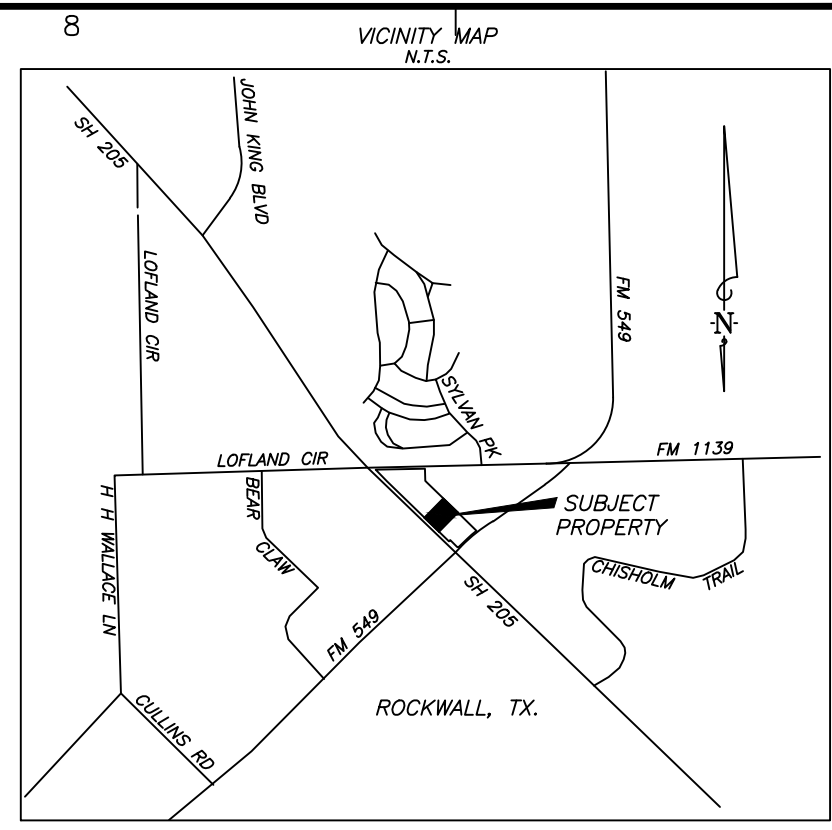 8
VICINITY MAP
N.T.S.
SH 205
JOHN KING BLVD
LOFLAND CIR
FM 549
-N-
SYLVAN PK
FM 1139
LOFLAND CIR
BEAR
CLAW
H H WALLACE LN
SUBJECT
PROPERTY
CHISHOLM
TRAIL
SH 205
FM 549
CULLINS RD
ROCKWALL, TX.